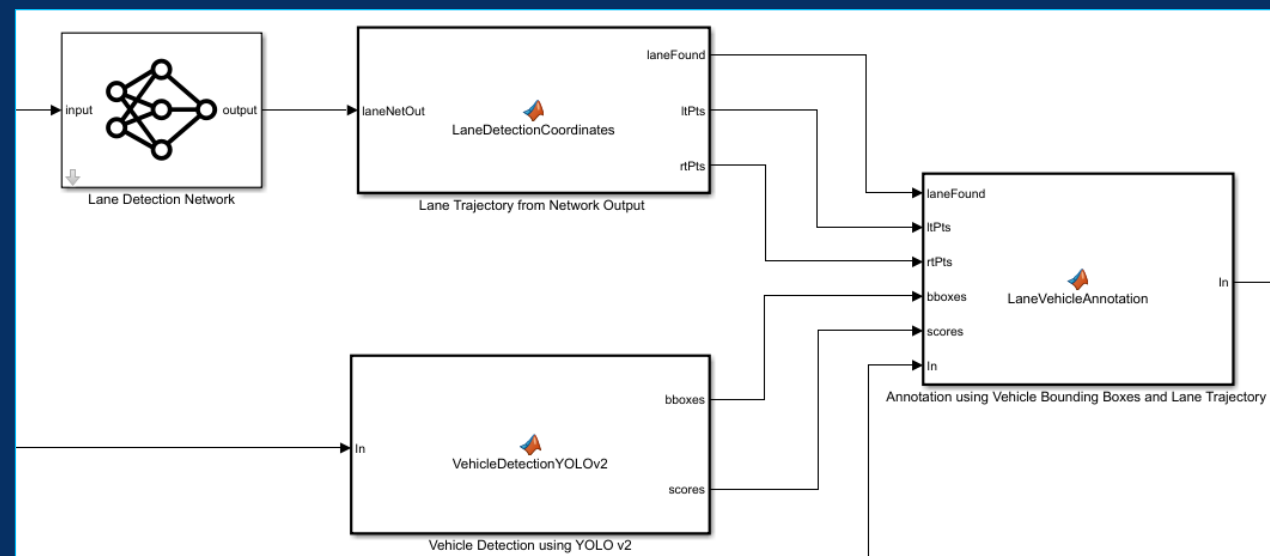 input
output
Lane Detection Network
laneNetOut
LaneDetectionCoordinates
laneFound
ltPts
rtPts
Lane Trajectory from Network Output
In
VehicleDetectionYOLOv2
bboxes
scores
Vehicle Detection using YOLO v2
laneFound
ltPts
rtPts
bboxes
scores
In
LaneVehicleAnnotation
In
Annotation using Vehicle Bounding Boxes and Lane Trajectory